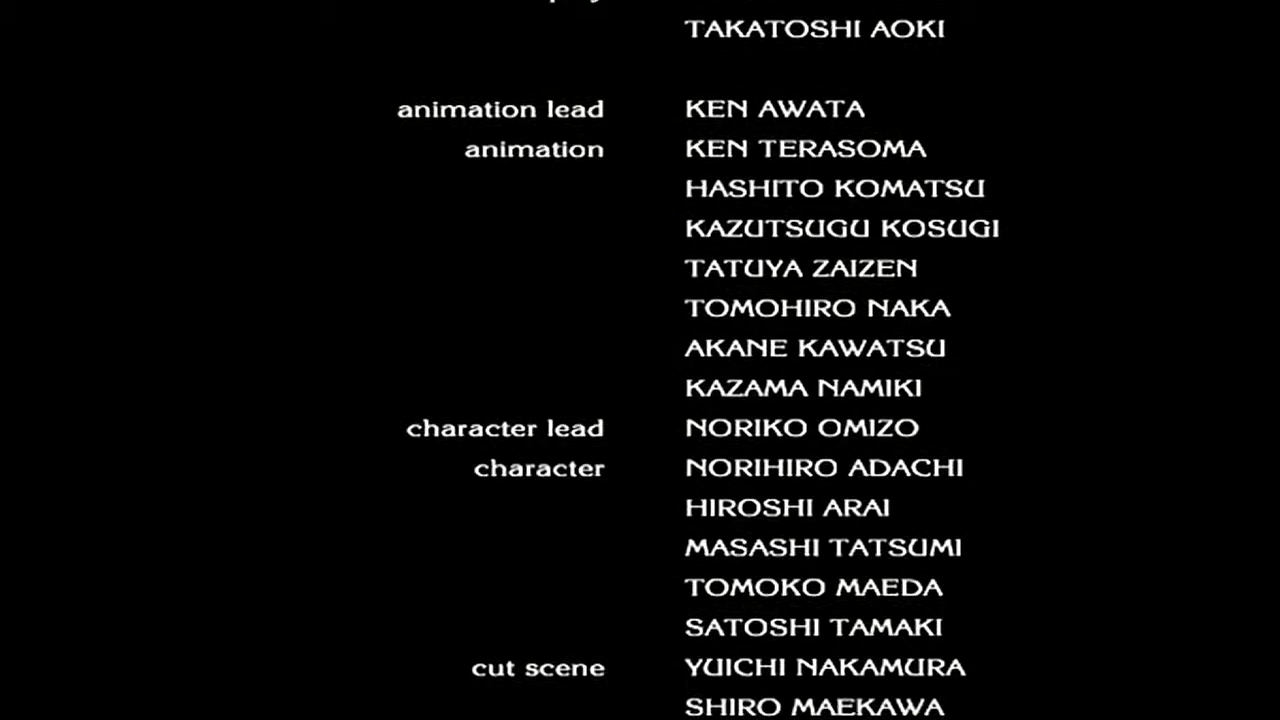 TAKATOSHI AOKI
animation lead KEN AWATA
animation KEN TERASOMA
HASHITO KOMATSU
KAZUTSUGU KOSUGI
TATUYA ZAIZEN
TOMOHIRO NAKA
AKANE KAWATSU
KAZAMA NAMIKI
character lead NORIKO OMIZO
character NORIHIRO ADACHI
HIROSHI ARAI
MASASHI TATSUMI
TOMOKO MAEDA
SATOSHI TAMAKI
cut scene YUICHI NAKAMURA
SHIRO MAEKAWA